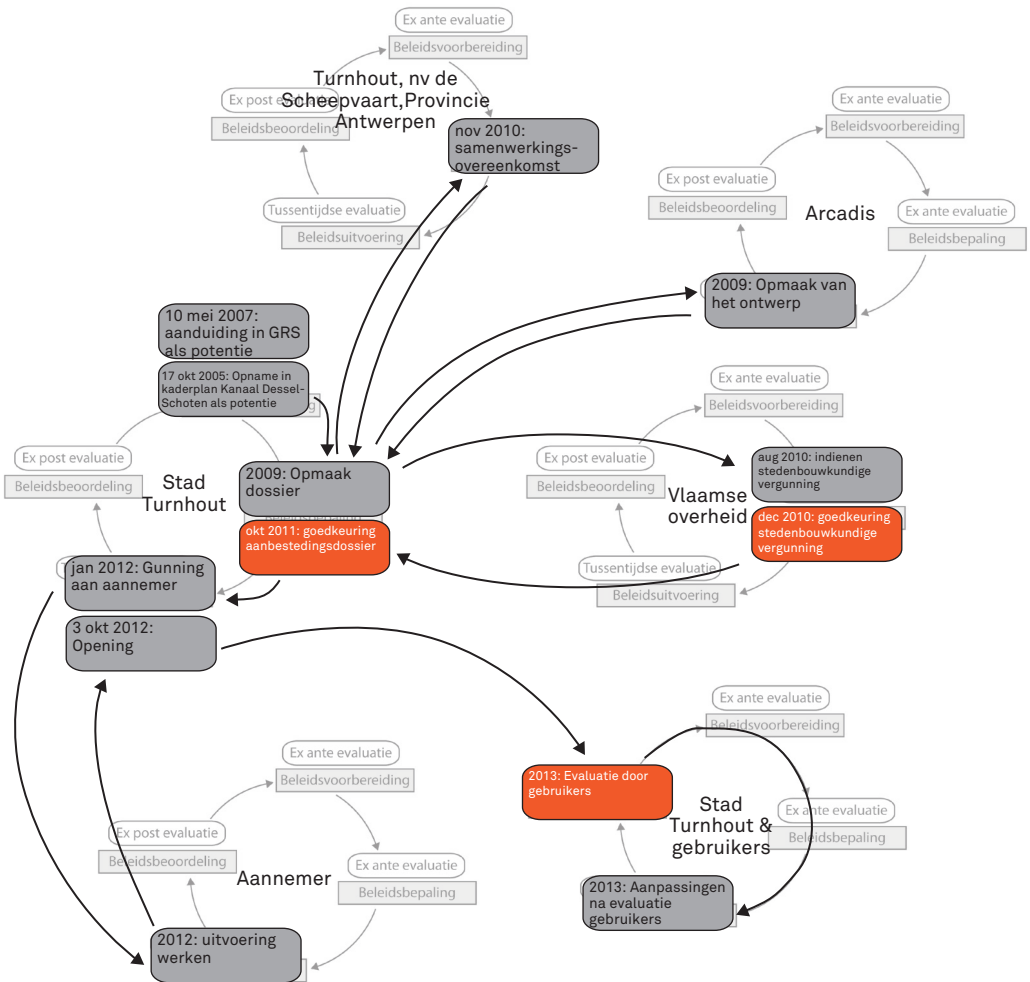 Ex ante evaluatie
Beleidsvoorbereiding
Turnhout, nv de
Scheepvaart,Provincie
Antwerpen
Ex post evaluatie
Beleidsbeoordeling
nov 2010:
samenwerkings-
overeenkomst
Tussentijdse evaluatie
Beleidsuitvoering
Ex ante evaluatie
Beleidsvoorbereiding
Ex post evaluatie
Beleidsbeoordeling
Arcadis
Ex ante evaluatie
Beleidsbepaling
2009: Opmaak van
het ontwerp
10 mei 2007:
aanduiding in GRS
als potentie
17 okt 2005: Opname in
kaderplan Kanaal Dessel-
Schoten als potentie
Ex post evaluatie
Beleidsbeoordeling
Stad
Turnhout
2009: Opmaak
dossier
Beleidsbepaling
okt 2011: goedkeuring
aanbestedingsdossier
jan 2012: Gunning
aan aannemer
3 okt 2012:
Opening
Ex ante evaluatie
Beleidsvoorbereiding
Ex post evaluatie
Beleidsbeoordeling
Vlaamse
overheid
aug 2010: indienen
stedenbouwkundige
vergunning
dec 2010: goedkeuring
stedenbouwkundige
vergunning
Tussentijdse evaluatie
Beleidsuitvoering
Ex ante evaluatie
Beleidsvoorbereiding
2013: Evaluatie door
gebruikers
Stad
Turnhout &
gebruikers
Ex ante evaluatie
Beleidsbepaling
2013: Aanpassingen
na evaluatie
gebruikers
Ex ante evaluatie
Beleidsvoorbereiding
Ex post evaluatie
Beleidsbeoordeling
Aannemer
Ex ante evaluatie
Beleidsbepaling
2012: uitvoering
werken